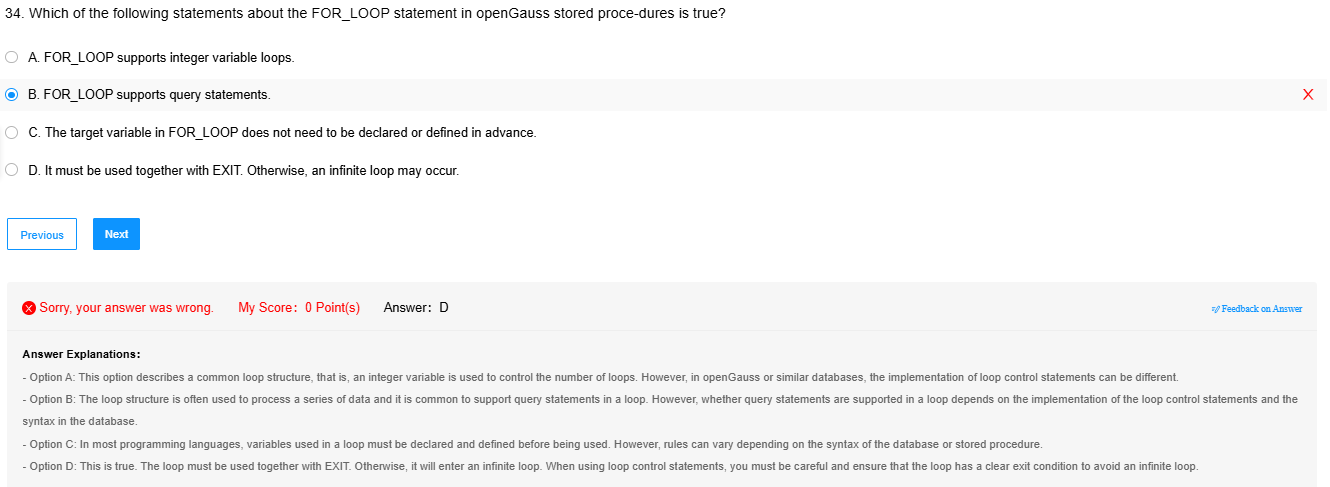 34. Which of the following statements about the FOR_LOOP statement in openGauss stored proce-dures is true?
A. FOR_LOOP supports integer variable loops.
B. FOR_LOOP supports query statements.
X
C. The target variable in FOR_LOOP does not need to be declared or defined in advance.
D. It must be used together with EXIT. Otherwise, an infinite loop may occur.
Previous Next
Sorry, your answer was wrong. My Score: 0 Point(s) Answer: D Feedback on Answer
Answer Explanations:
- Option A: This option describes a common loop structure, that is, an integer variable is used to control the number of loops. However, in openGauss or similar databases, the implementation of loop control statements can be different.
- Option B: The loop structure is often used to process a series of data and it is common to support query statements in a loop. However, whether query statements are supported in a loop depends on the implementation of the loop control statements and the
syntax in the database.
- Option C: In most programming languages, variables used in a loop must be declared and defined before being used. However, rules can vary depending on the syntax of the database or stored procedure.
- Option D: This is true. The loop must be used together with EXIT. Otherwise, it will enter an infinite loop. When using loop control statements, you must be careful and ensure that the loop has a clear exit condition to avoid an infinite loop.